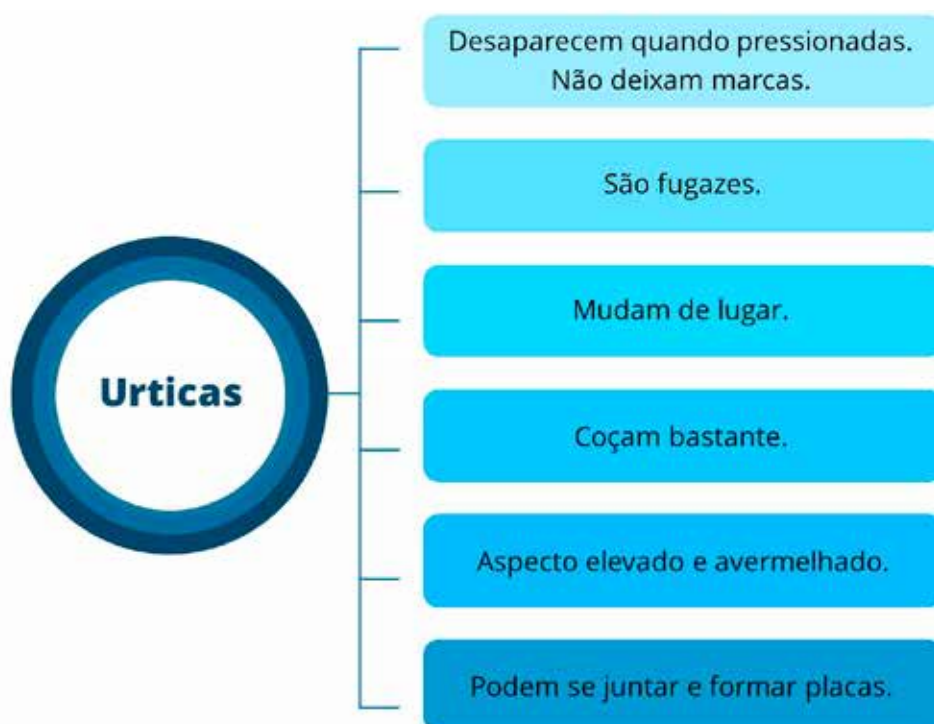 Urticas
Desaparecem quando pressionadas.
Não deixam marcas.
São fugazes.
Mudam de lugar.
Coçam bastante.
Aspecto elevado e avermelhado.
Podem se juntar e formar placas.